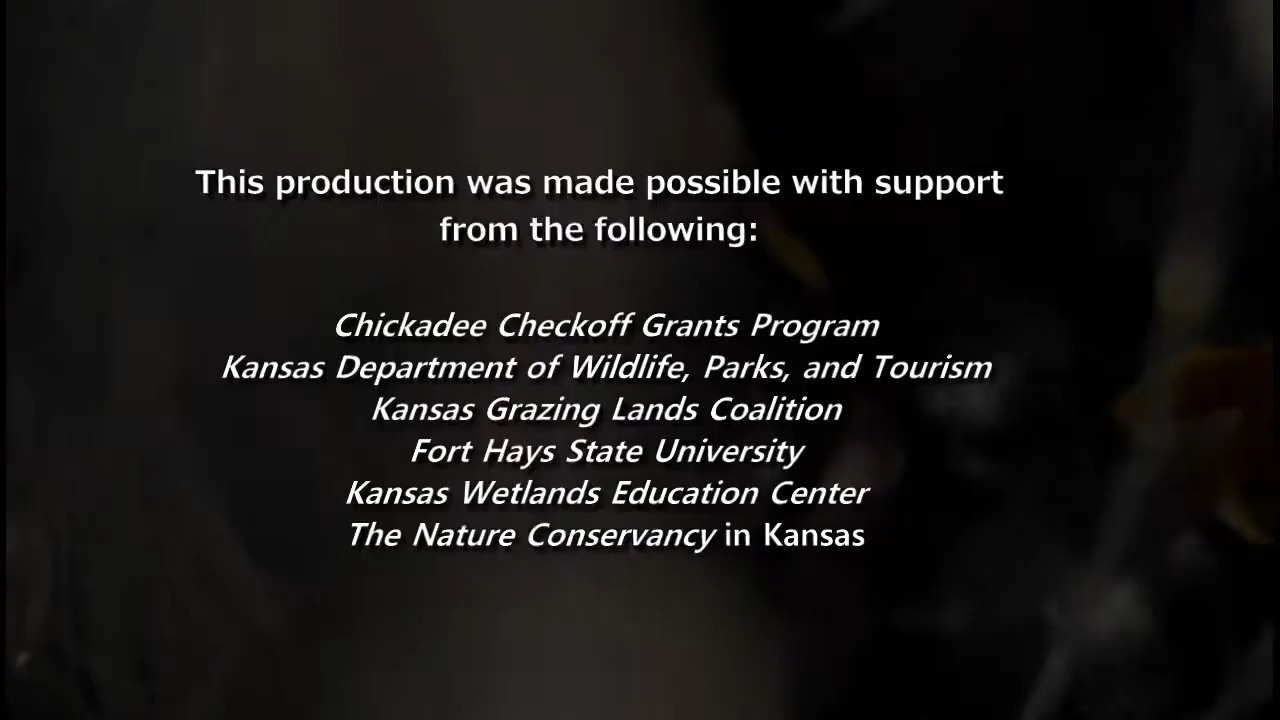 This production was made possible with support
from the following:
Chickadee Checkoff Grants Program
Kansas Department of Wildlife, Parks, and Tourism
Kansas Grazing Lands Coalition
Fort Hays State University
Kansas Wetlands Education Center
The Nature Conservancy in Kansas